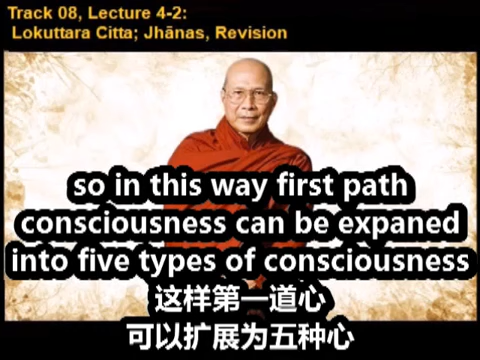 Track 08, Lecture 4-2:
Lokuttara Citta; Jhānas, Revision
so in this way first path
consciousness can be expaned
into five types of consciousness
这样第一道心
可以扩展为五种心